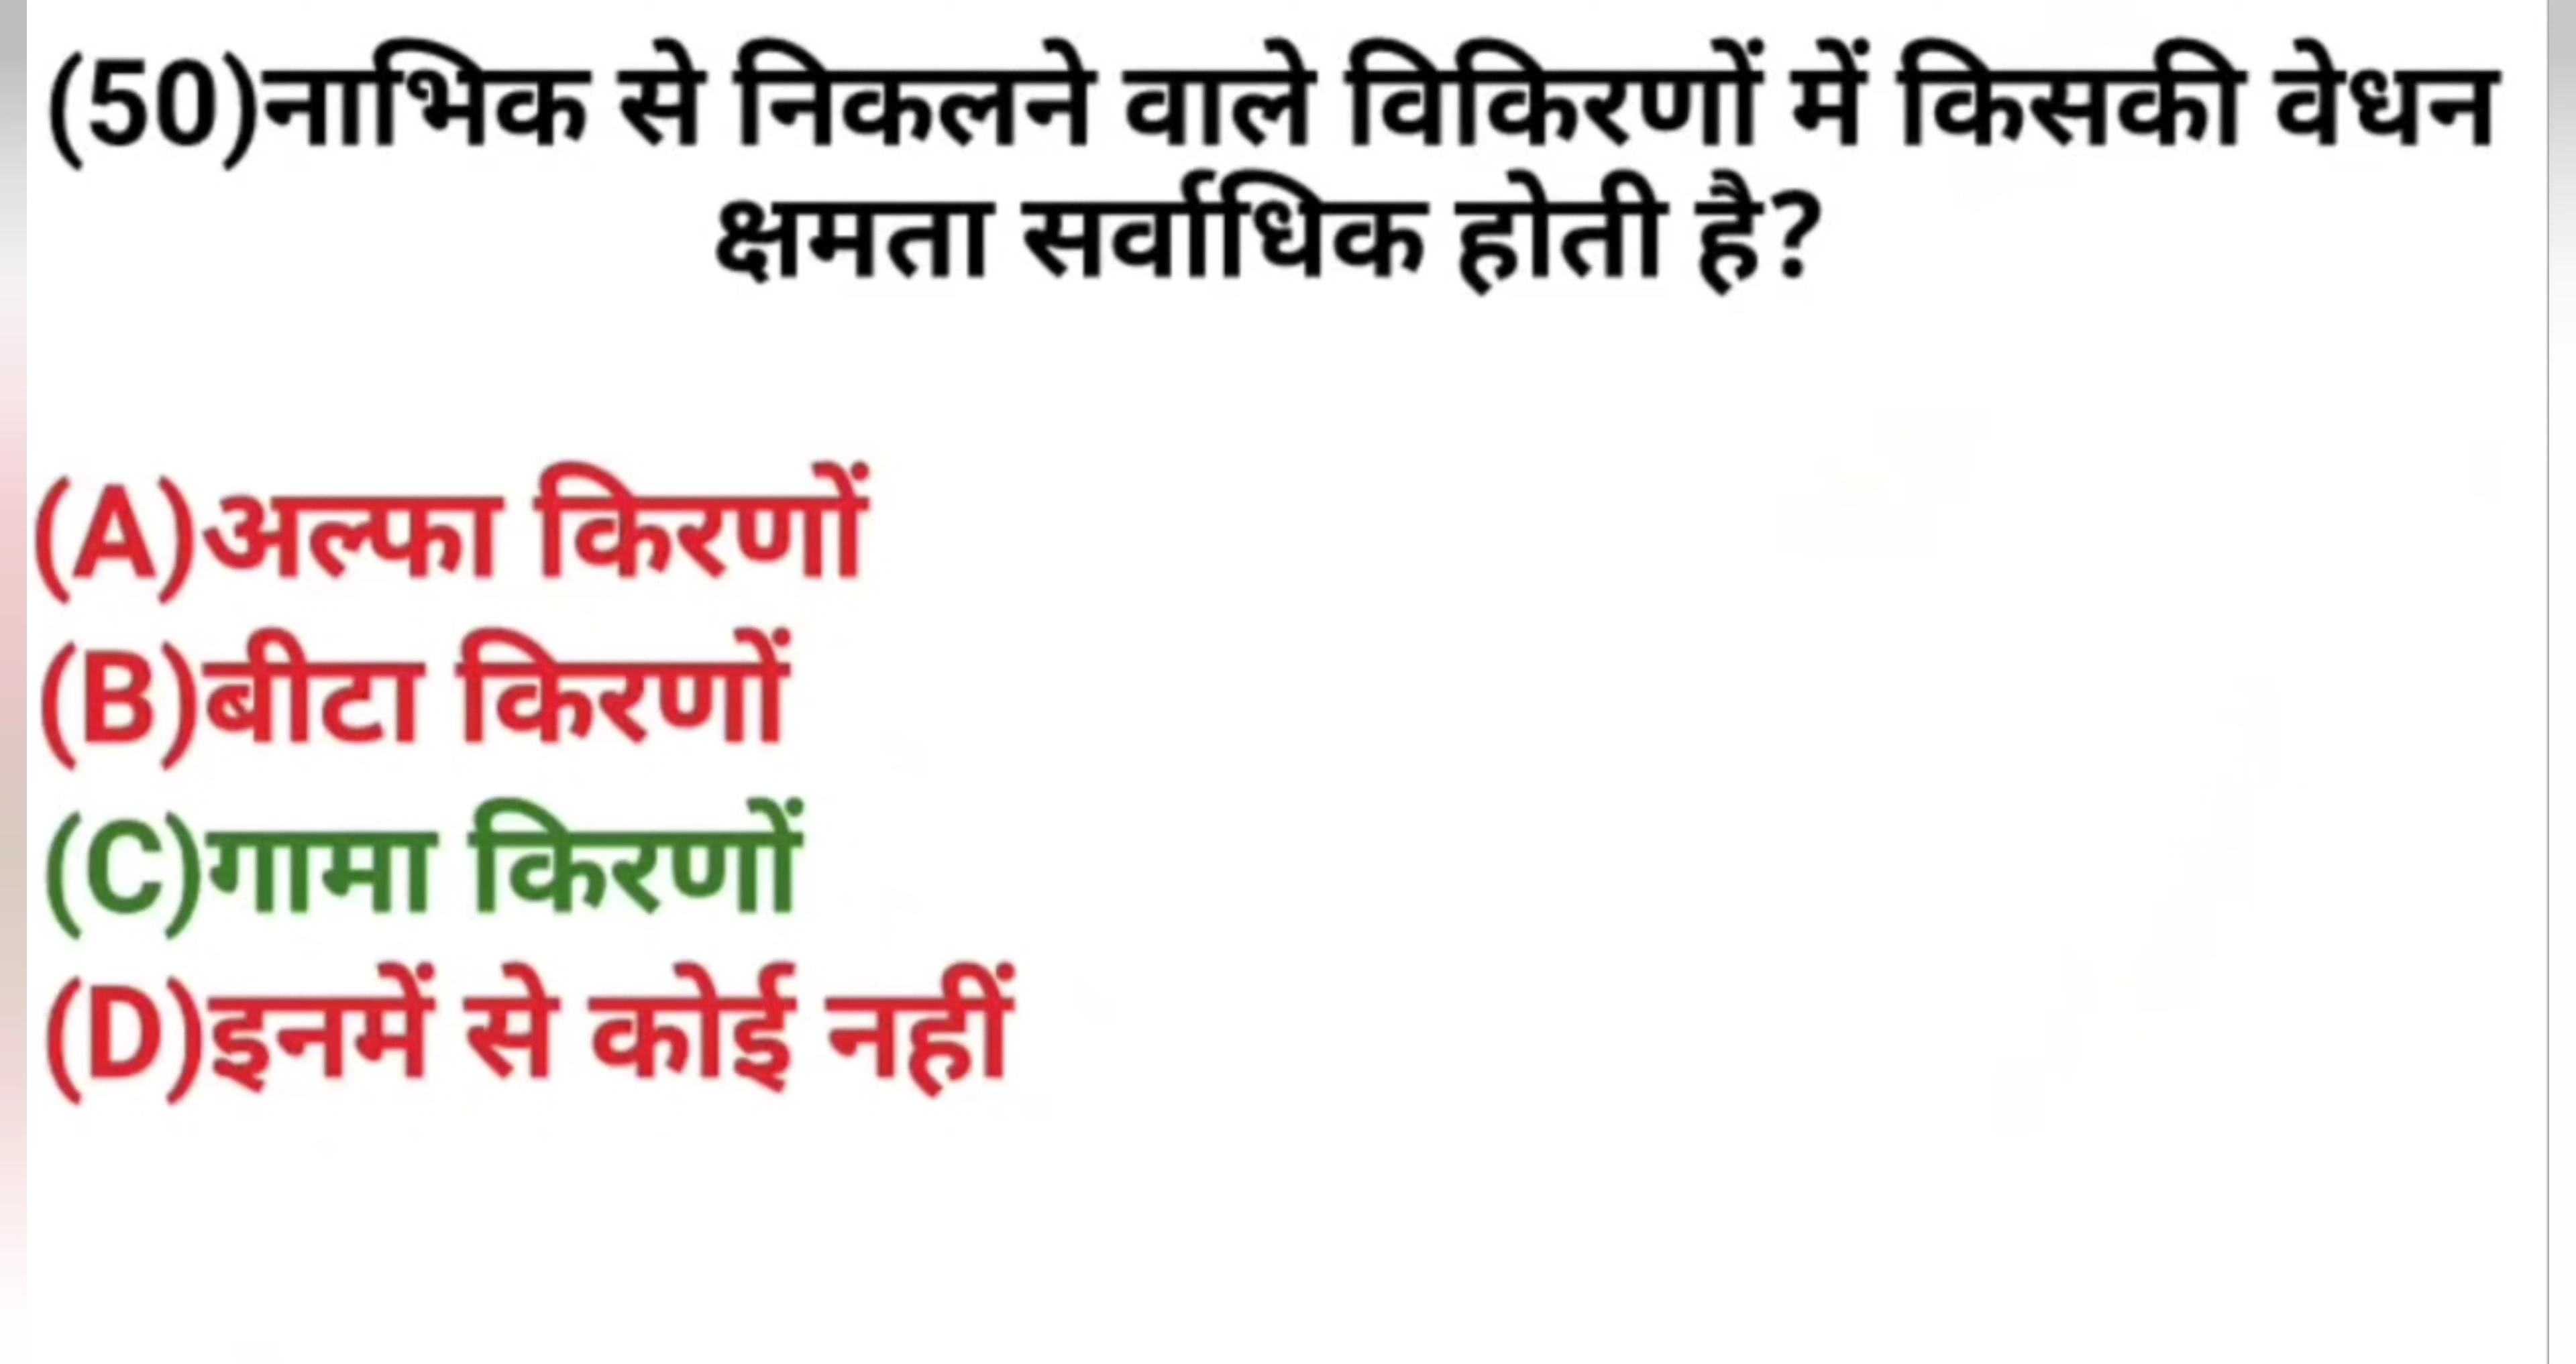 (50)नाभिक से निकलने वाले विकिरणों में किसकी वेधन
क्षमता सर्वाधिक होती है?
(A)अल्फा किरणों
(B)बीटा किरणों
(C)गामा किरणों
(D)इनमें से कोई नहीं